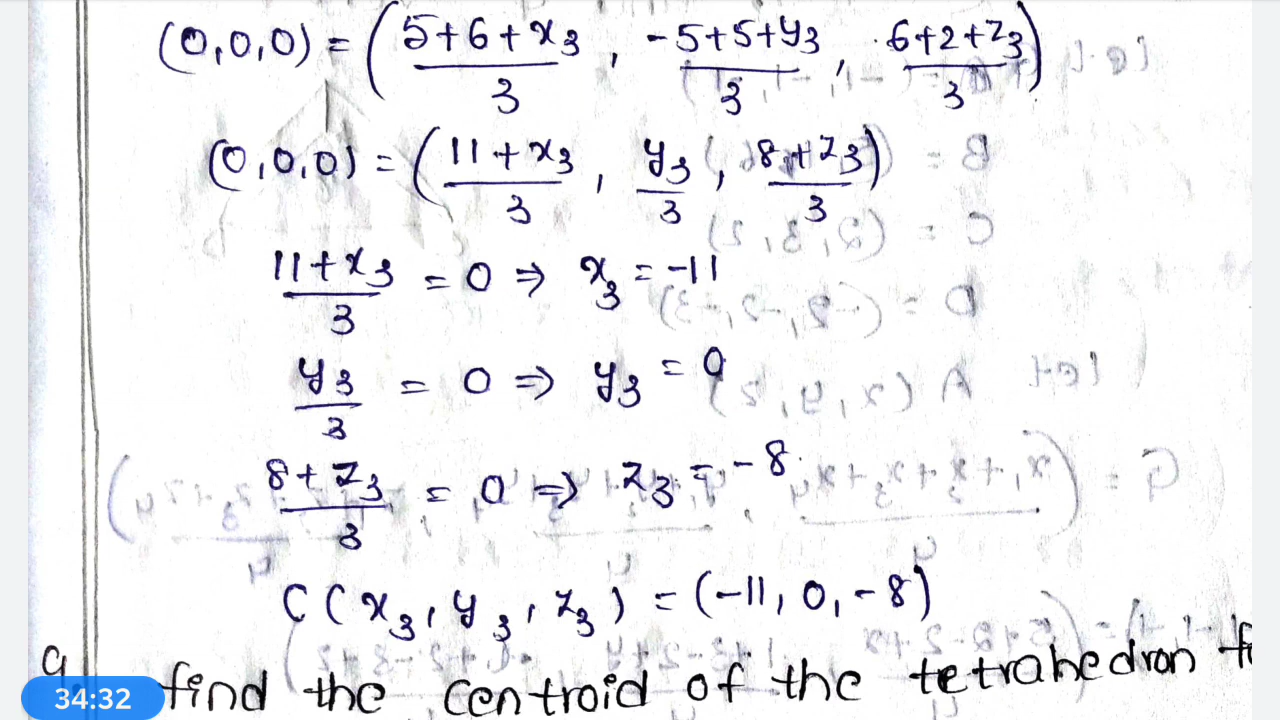 (0,0,0) = (5+6+x3/3, -5+5+y3/3, 6+2+z3/3)
(0,0,0) = (11+x3/3, y3/3, 8+z3/3)
11+x3/3 = 0 ⇒ x3 = -11
y3/3 = 0 ⇒ y3 = 0
8+z3/3 = 0 ⇒ z3 = -8
C(x3, y3, z3) = (-11, 0, -8)
9. find the centroid of the tetrahedron
34:32